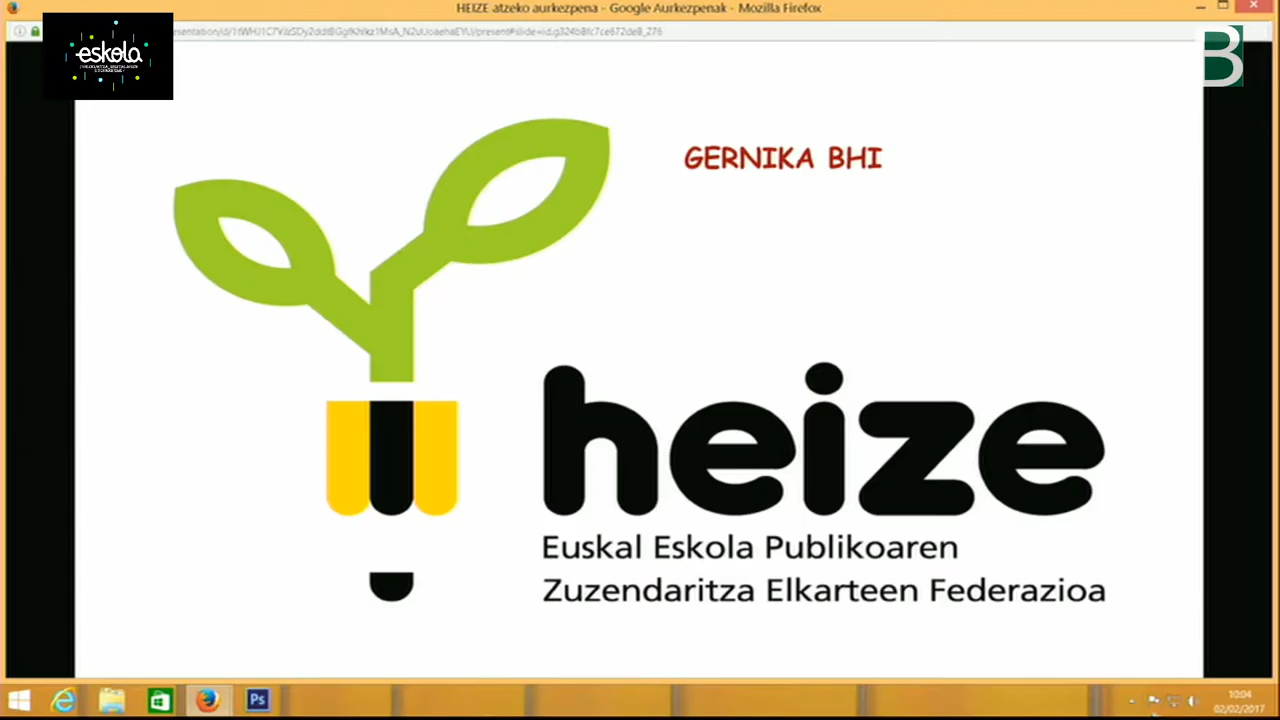 HEIZE atzeko aurkezpena - Google Aurkezpenak - Mozilla Firefox
eskola
B
GERNIKA BHI
heize
Euskal Eskola Publikoaren
Zuzendaritza Elkarteen Federazioa
Ps
10:04
02/02/2017